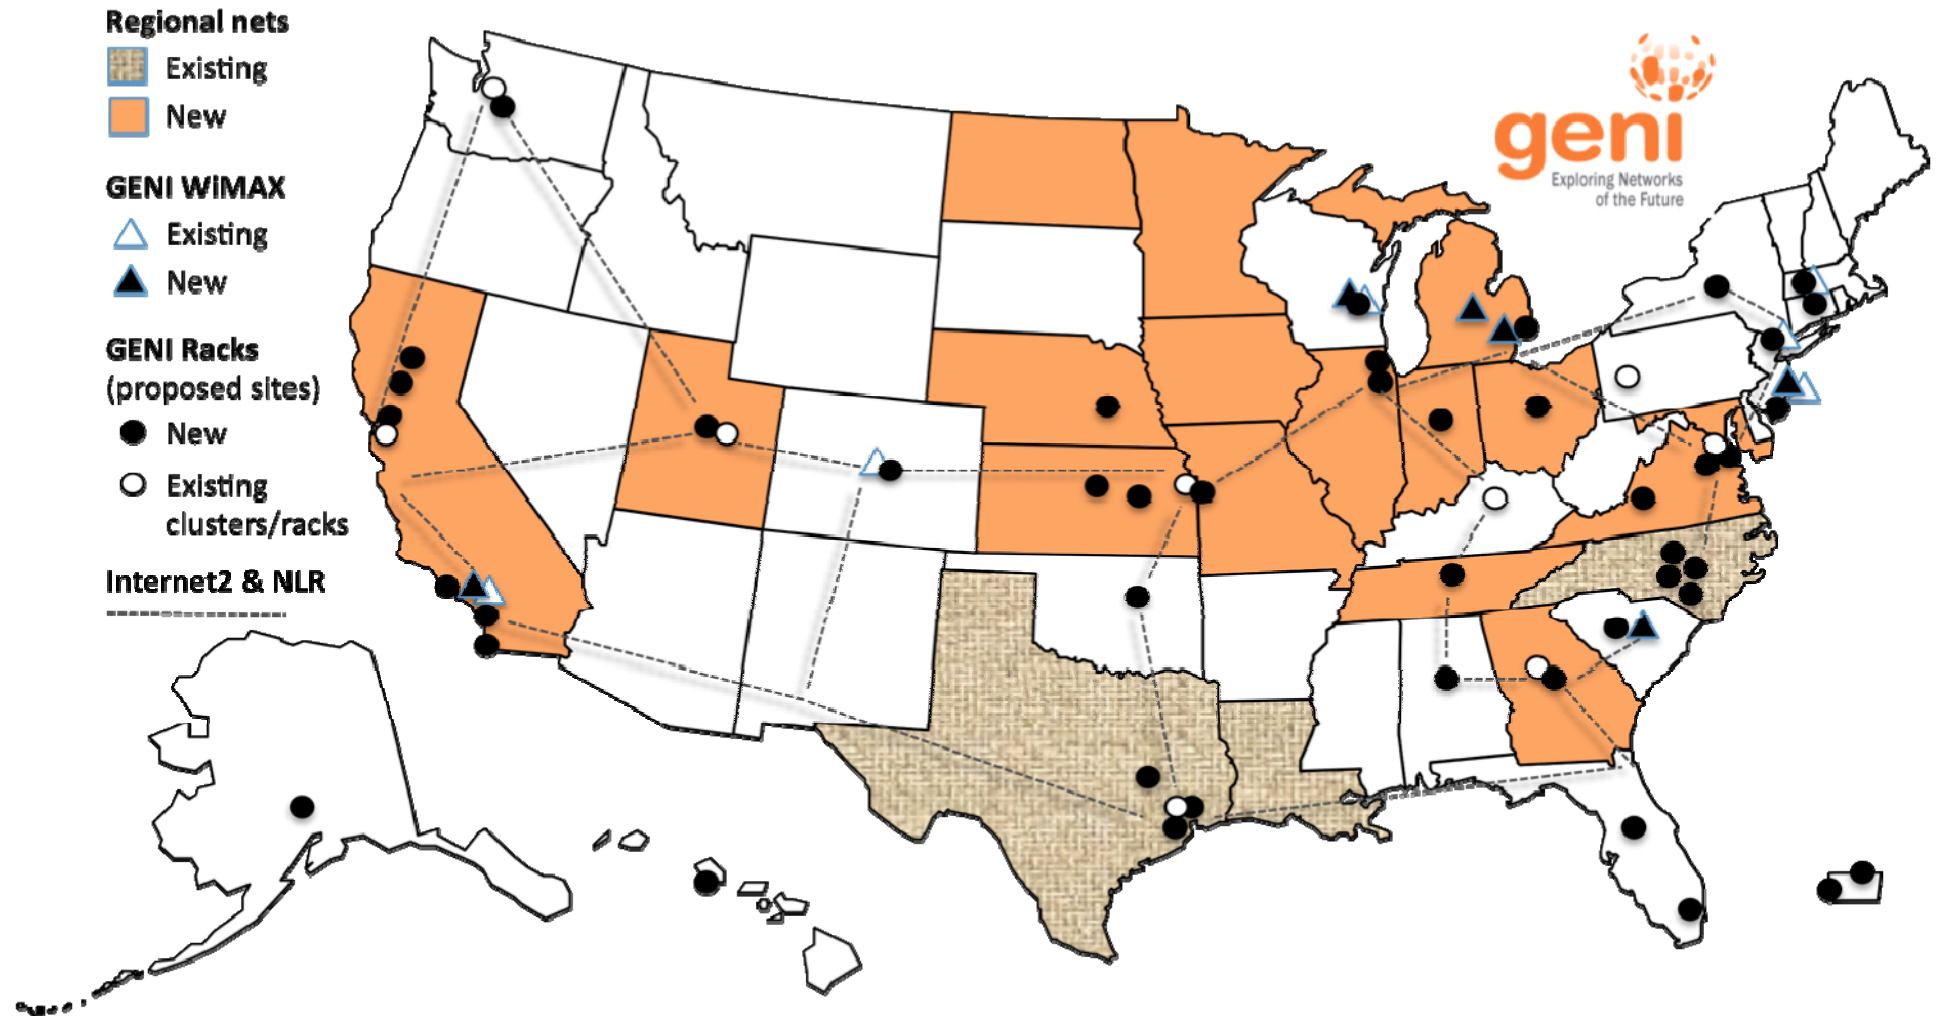 Regional nets
Existing
New
GENI WiMAX
Existing
New
GENI Racks
(proposed sites)
New
Existing
clusters/racks
Internet2 & NLR
geni
Exploring Networks
of the Future